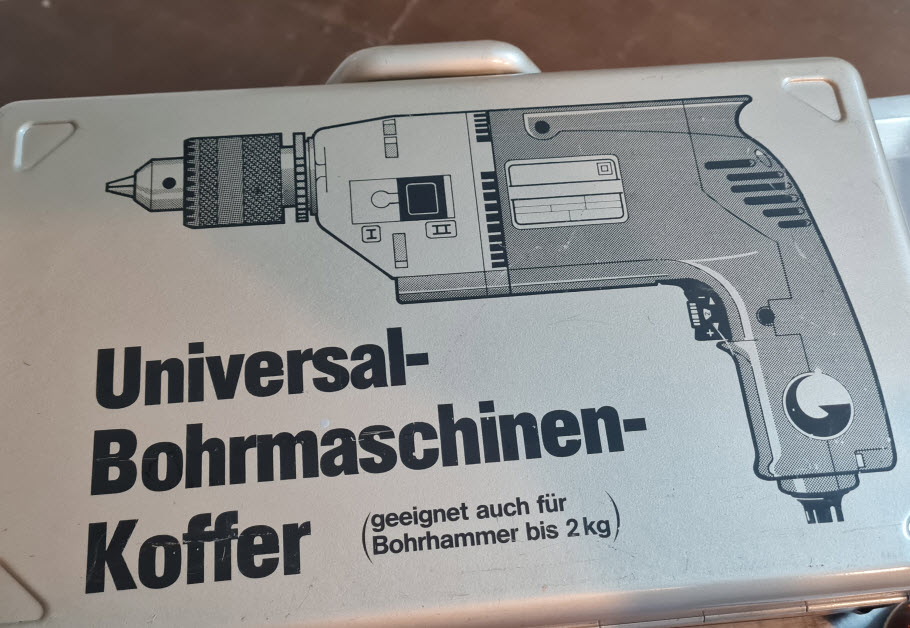 Universal-
Bohrmaschinen-
Koffer
(geeignet auch für
Bohrhammer bis 2 kg)